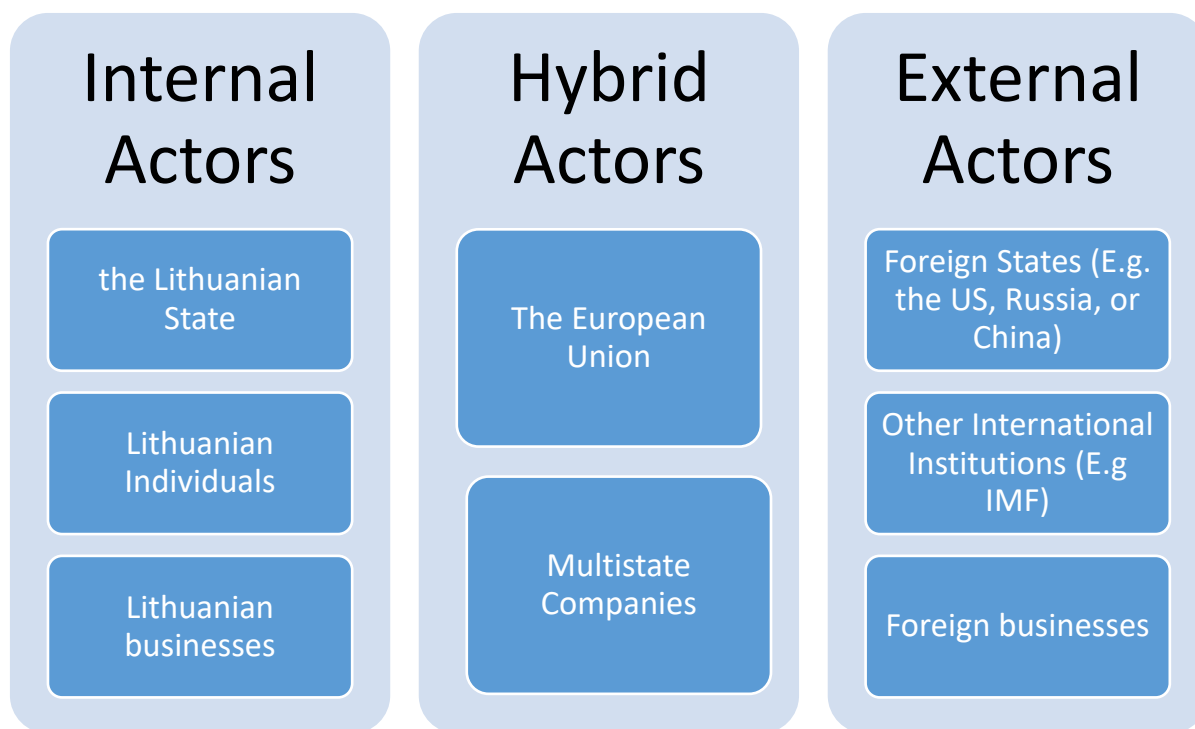 Internal
Actors
the Lithuanian
State
Lithuanian
Individuals
Lithuanian
businesses
Hybrid
Actors
The European
Union
Multistate
Companies
External
Actors
Foreign States (E.g.
the US, Russia, or
China)
Other International
Institutions (E.g
IMF)
Foreign businesses